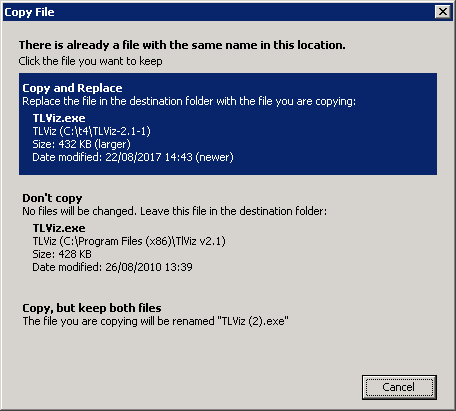 Copy File
There is already a file with the same name in this location.
Click the file you want to keep
Copy and Replace
Replace the file in the destination folder with the file you are copying:
TLViz.exe
TLViz (C:\t4\TLViz-2.1-1)
Size: 432 KB (larger)
Date modified: 22/08/2017 14:43 (newer)
Don't copy
No files will be changed. Leave this file in the destination folder:
TLViz.exe
TLViz (C:\Program Files (x86)\TlViz v2.1)
Size: 428 KB
Date modified: 26/08/2010 13:39
Copy, but keep both files
The file you are copying will be renamed "TLViz (2).exe"
Cancel